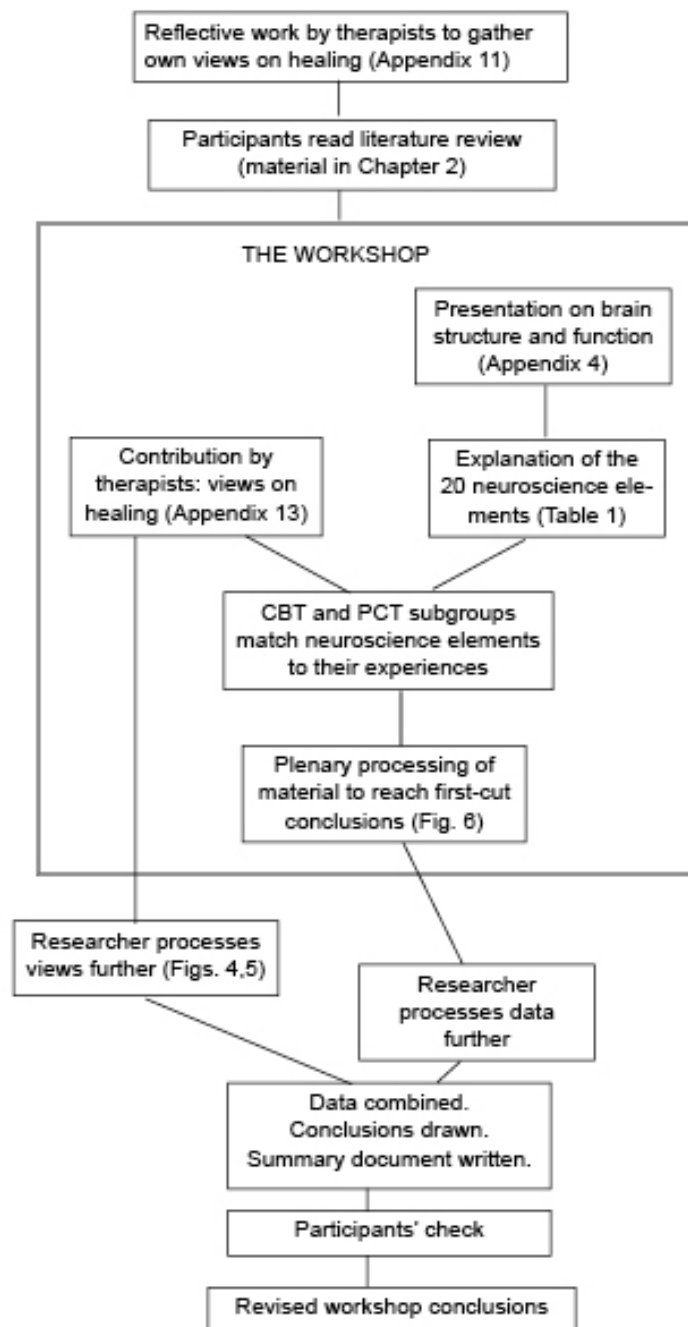 Reflective work by therapists to gather
own views on healing (Appendix 11)
Participants read literature review
(material in Chapter 2)
THE WORKSHOP
Presentation on brain
structure and function
(Appendix 4)
Contribution by
therapists: views on
healing (Appendix 13)
Explanation of the
20 neuroscience ele-
ments (Table 1)
CBT and PCT subgroups
match neuroscience elements
to their experiences
Plenary processing of
material to reach first-cut
conclusions (Fig. 6)
Researcher processes
views further (Figs. 4,5)
Researcher
processes data
further
Data combined.
Conclusions drawn.
Summary document written.
Participants' check
Revised workshop conclusions